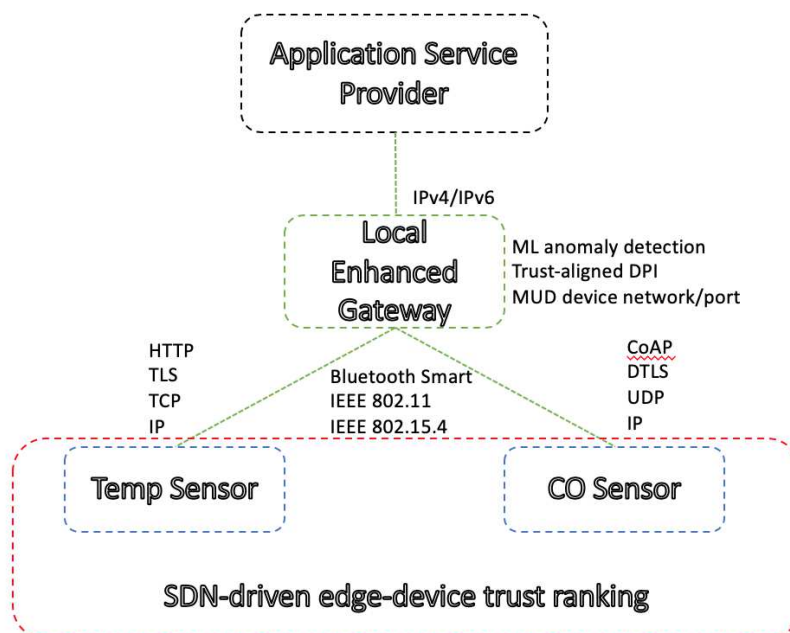 Application Service
Provider
IPv4/IPv6
Local
Enhanced
Gateway
ML anomaly detection
Trust-aligned DPI
MUD device network/port
HTTP
TLS
TCP
IP
Bluetooth Smart
IEEE 802.11
IEEE 802.15.4
CoAP
DTLS
UDP
IP
Temp Sensor
CO Sensor
SDN-driven edge-device trust ranking